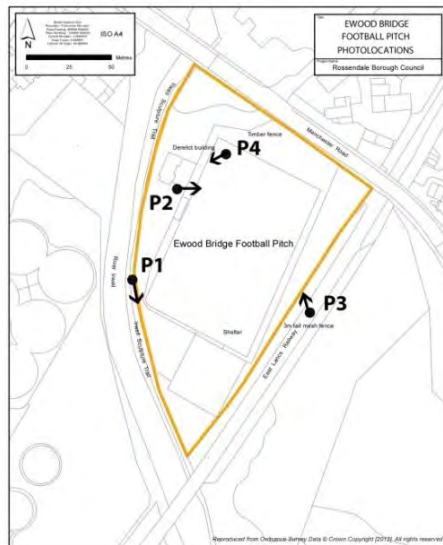 ISO A4
0
25
50
Metres
EWOOD BRIDGE
FOOTBALL PITCH
PHOTOLOCATIONS
Rossendale Borough Council
Irwell Sculpture Trail
Timber fence
Manchester Road
Derelict building
P4
P2
Ewood Bridge Football Pitch
P1
River Irwell
P3
3m tall mesh fence
Shelter
East Lancs Railway
Irwell Sculpture Trail
Reproduced from Ordnance Survey Data © Crown Copyright [2013]. All rights reserved